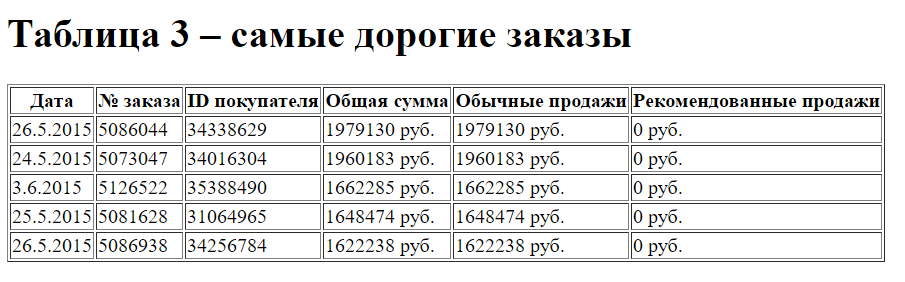 Таблица 3 – самые дорогие заказы
Дата № заказа ID покупателя Общая сумма Обычные продажи Рекомендованные продажи
26.5.2015 5086044 34338629 1979130 руб. 1979130 руб. 0 руб.
24.5.2015 5073047 34016304 1960183 руб. 1960183 руб. 0 руб.
3.6.2015 5126522 35388490 1662285 руб. 1662285 руб. 0 руб.
25.5.2015 5081628 31064965 1648474 руб. 1648474 руб. 0 руб.
26.5.2015 5086938 34256784 1622238 руб. 1622238 руб. 0 руб.